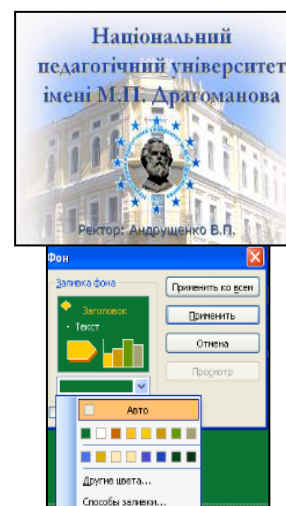 Національний
педагогічний університет
імені М.П. Драгоманова
Ректор: Андрущенко В.П.
Фон
Заливка фона
Заголовок
• Текст
Применить ко всем
Применить
Отмена
Просмотр
Авто
Другие цвета...
Способы заливки...